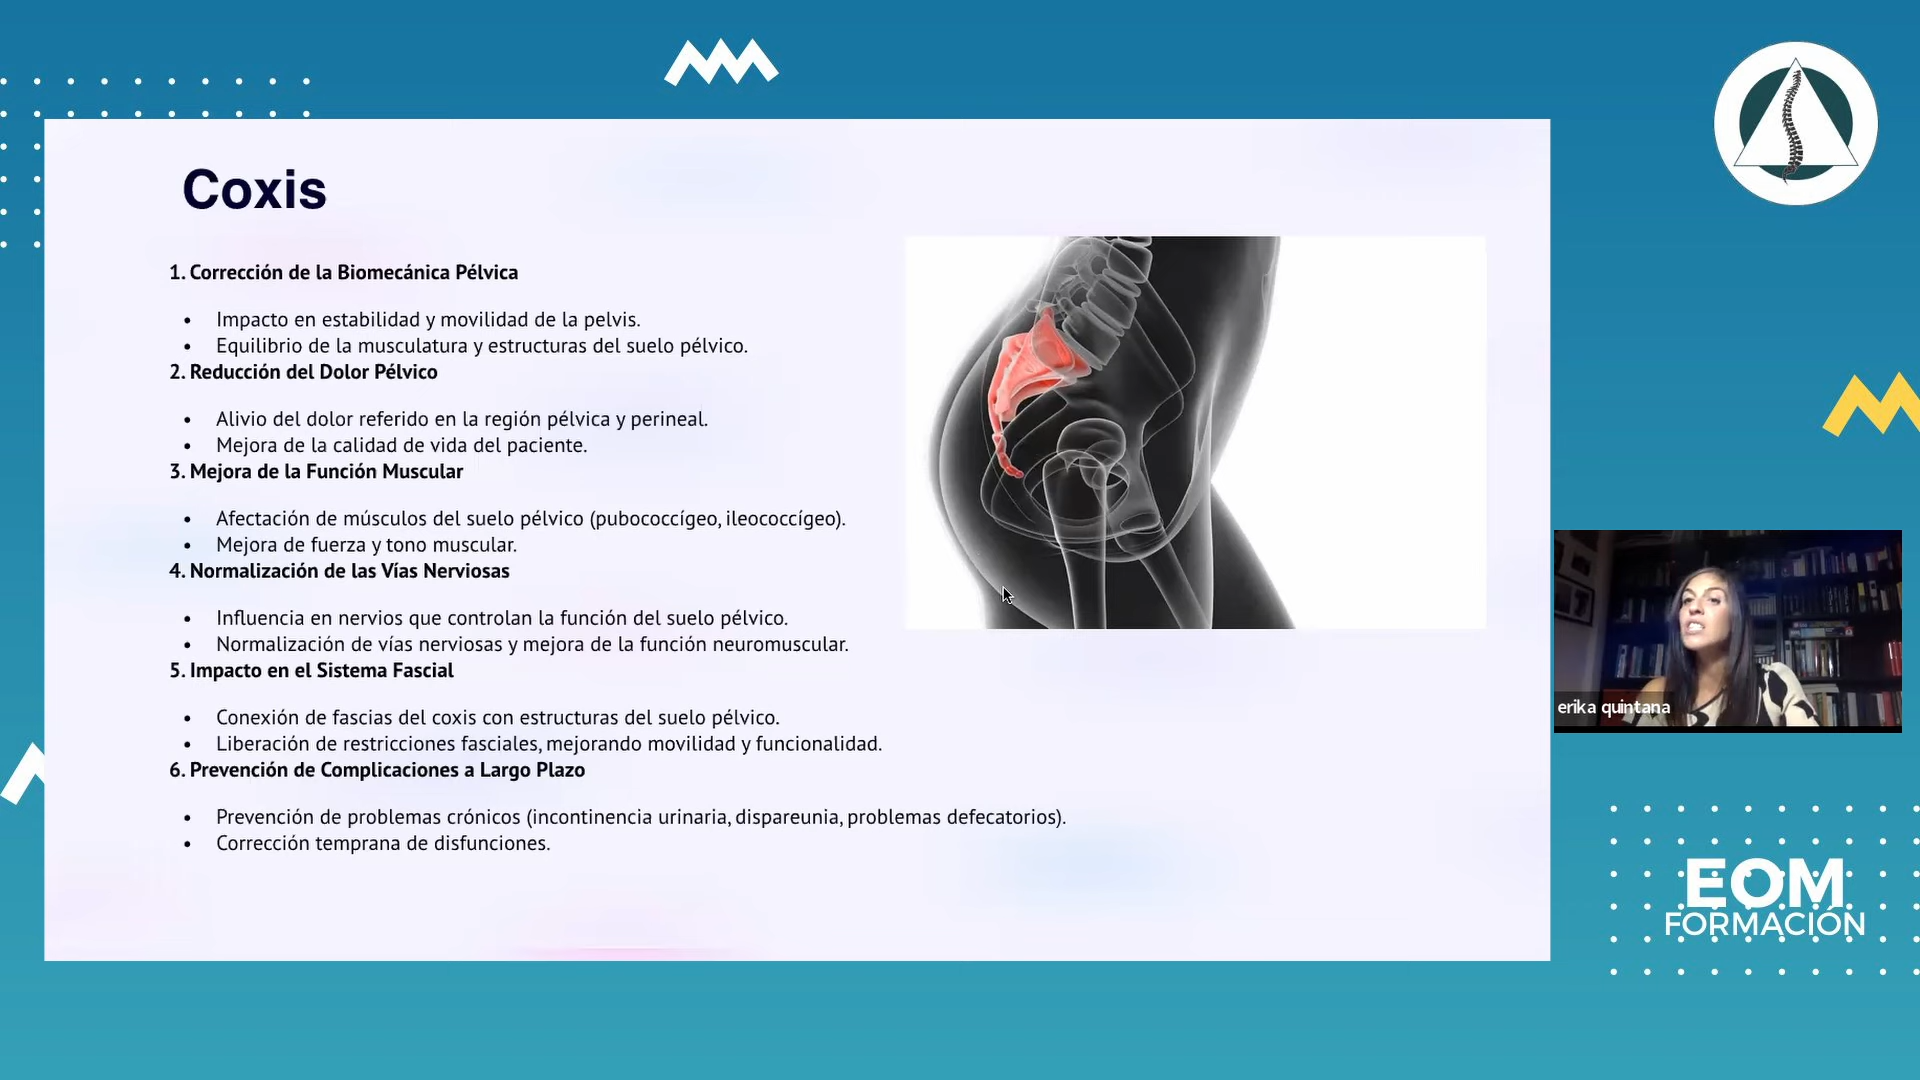 Coxis
1. Corrección de la Biomecánica Pélvica
• Impacto en estabilidad y movilidad de la pelvis.
• Equilibrio de la musculatura y estructuras del suelo pélvico.
2. Reducción del Dolor Pélvico
• Alivio del dolor referido en la región pélvica y perineal.
• Mejora de la calidad de vida del paciente.
3. Mejora de la Función Muscular
• Afectación de músculos del suelo pélvico (pubococcígeo, ileococcígeo).
• Mejora de fuerza y tono muscular.
4. Normalización de las Vías Nerviosas
• Influencia en nervios que controlan la función del suelo pélvico.
• Normalización de vías nerviosas y mejora de la función neuromuscular.
5. Impacto en el Sistema Fascial
• Conexión de fascias del coxis con estructuras del suelo pélvico.
• Liberación de restricciones fasciales, mejorando movilidad y funcionalidad.
6. Prevención de Complicaciones a Largo Plazo
• Prevención de problemas crónicos (incontinencia urinaria, dispareunia, problemas defecatorios).
• Corrección temprana de disfunciones.
erika quintana
EOM
FORMACIÓN